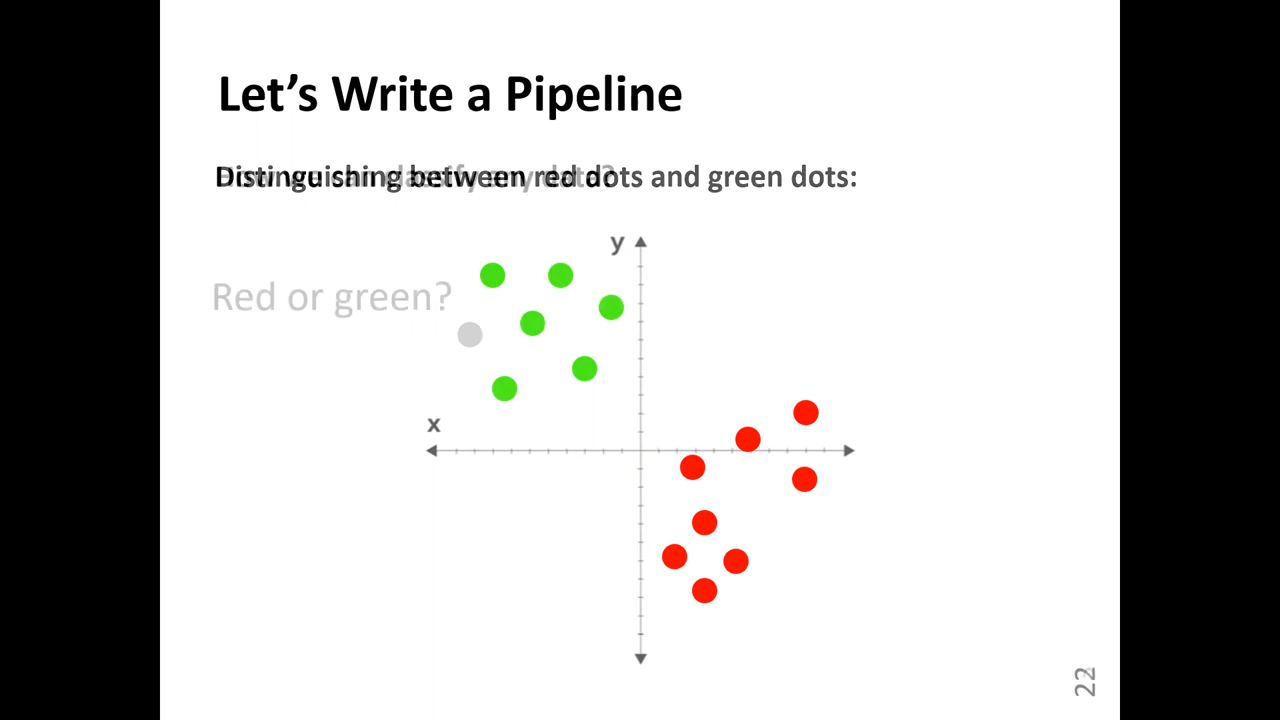 Let's Write a Pipeline
Distinguishing between red dots and green dots:
y
Red or green?
x
22